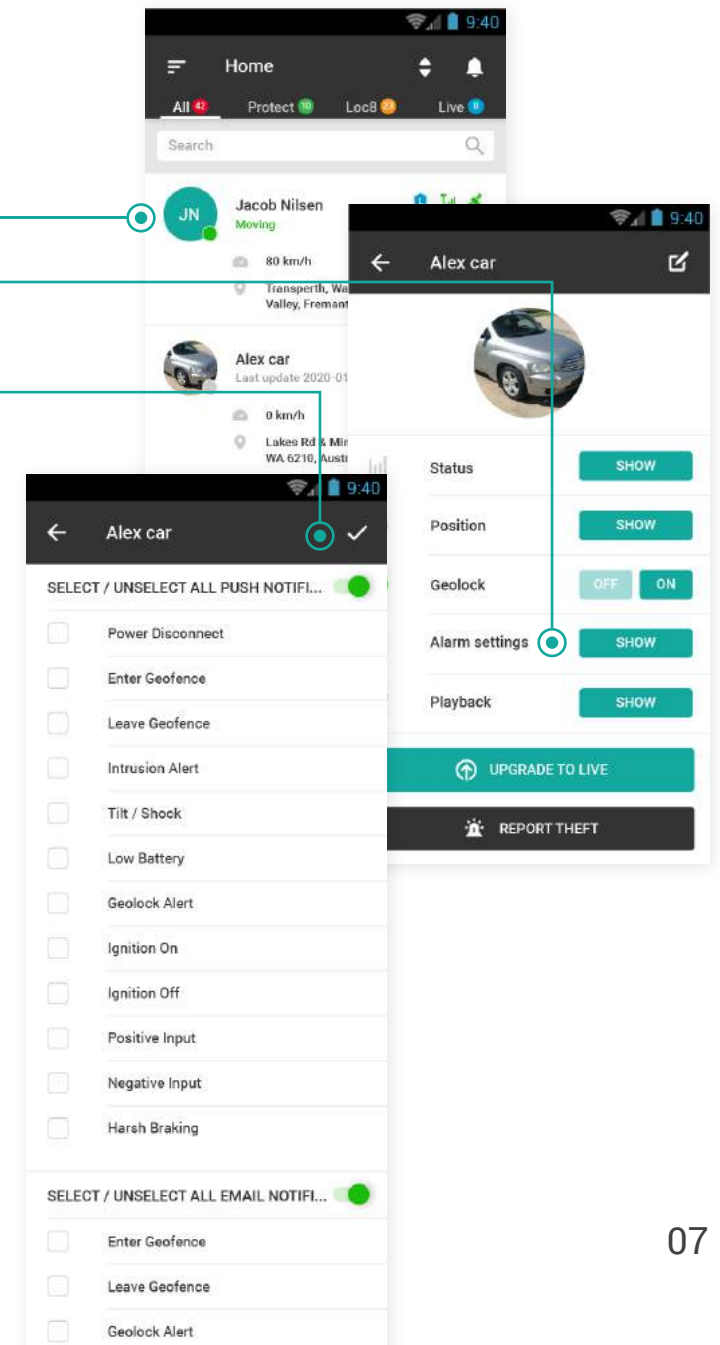 9:40
Home
All 42
Protect 10
Loc8 23
Live 8
Search
JN
Jacob Nilsen
Moving
80 km/h
Transperth, Wa
Valley, Fremant
Alex car
Last update 2020-01
0 km/h
Lakes Rd & Min
WA 6210, Austr
9:40
Alex car
Status
SHOW
Position
SHOW
Geolock
OFF
ON
Alarm settings
SHOW
Playback
SHOW
UPGRADE TO LIVE
REPORT THEFT
9:40
Alex car
SELECT / UNSELECT ALL PUSH NOTIFI...
Power Disconnect
Enter Geofence
Leave Geofence
Intrusion Alert
Tilt / Shock
Low Battery
Geolock Alert
Ignition On
Ignition Off
Positive Input
Negative Input
Harsh Braking
SELECT / UNSELECT ALL EMAIL NOTIFI...
Enter Geofence
Leave Geofence
Geolock Alert
07